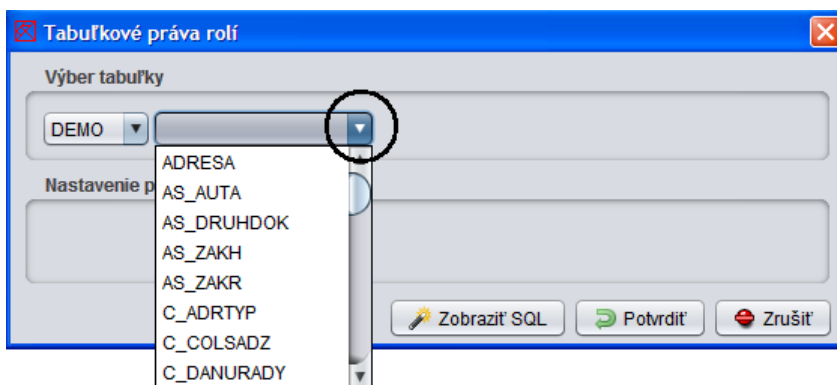 Tabuľkové práva rolí
Výber tabuľky
DEMO
ADRESA
Nastavenie p
AS_AUTA
AS_DRUHDOK
AS_ZAKH
AS_ZAKR
C_ADRTYP
C_COLSADZ
C_DANURADY
Zobraziť SQL
Potvrdiť
Zrušiť